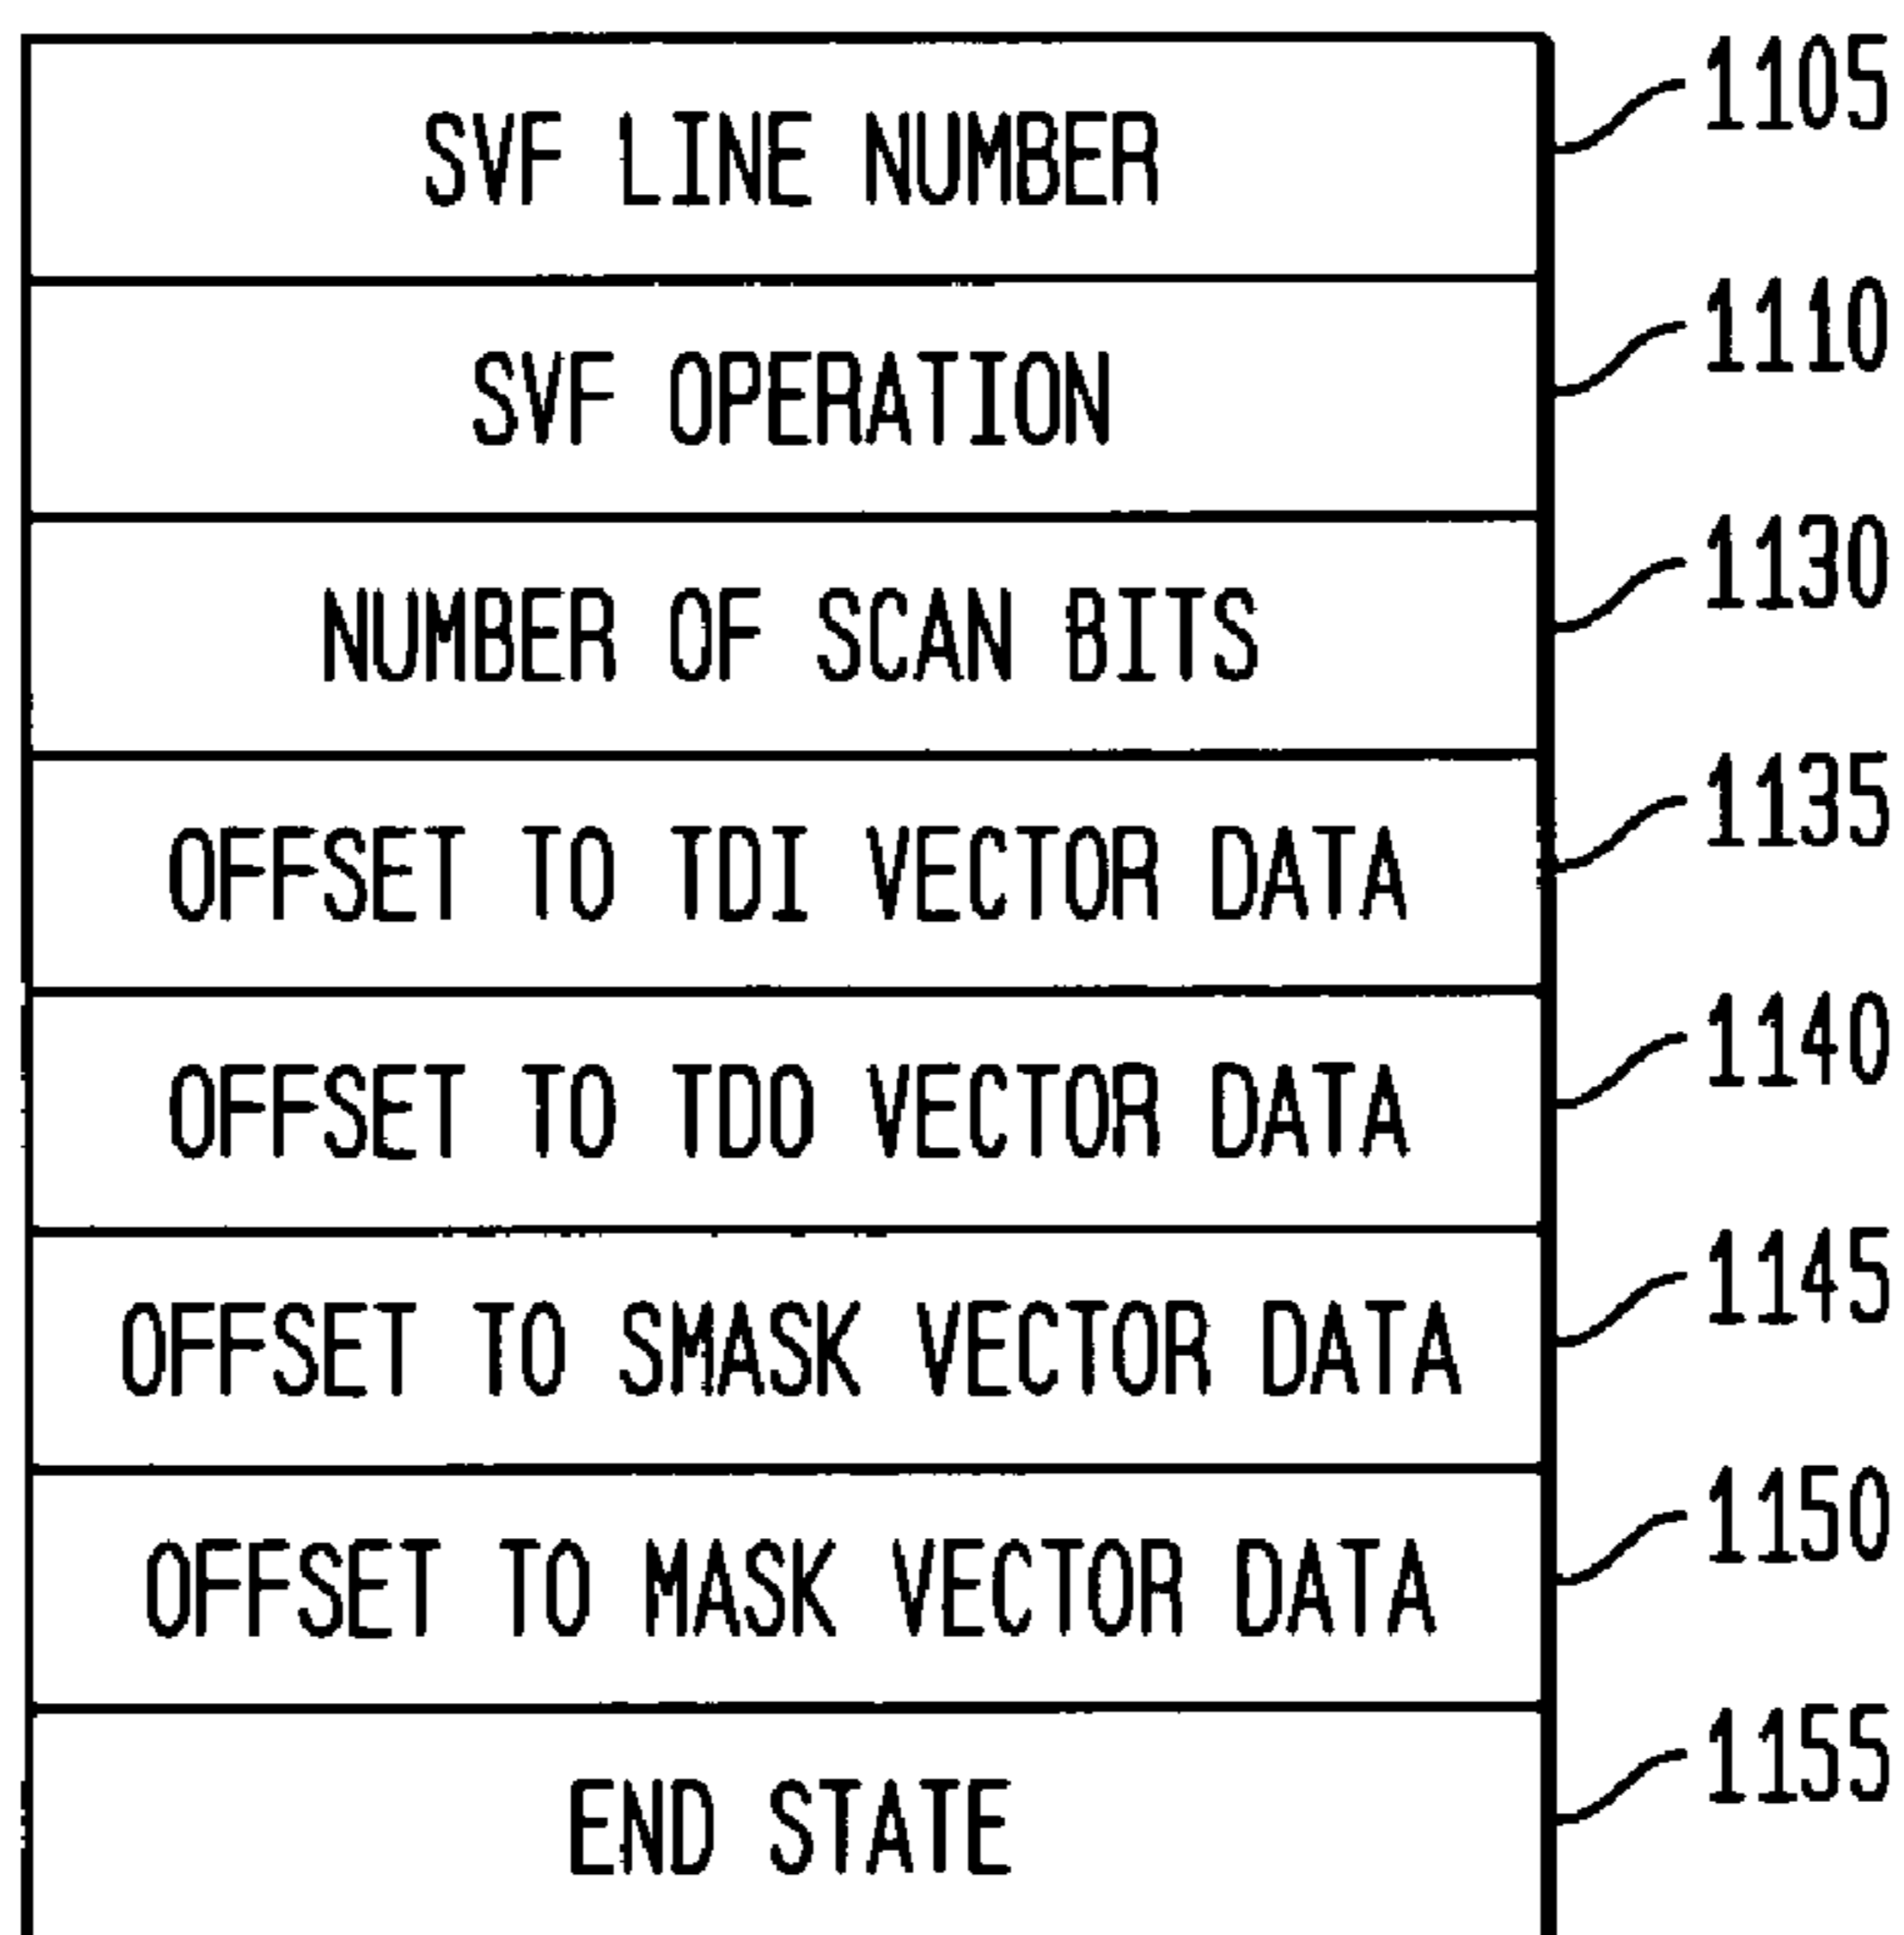 SVF LINE NUMBER 1105
SVF OPERATION 1110
NUMBER OF SCAN BITS 1130
OFFSET TO TDI VECTOR DATA 1135
OFFSET TO TDO VECTOR DATA 1140
OFFSET TO SMASK VECTOR DATA 1145
OFFSET TO MASK VECTOR DATA 1150
END STATE 1155